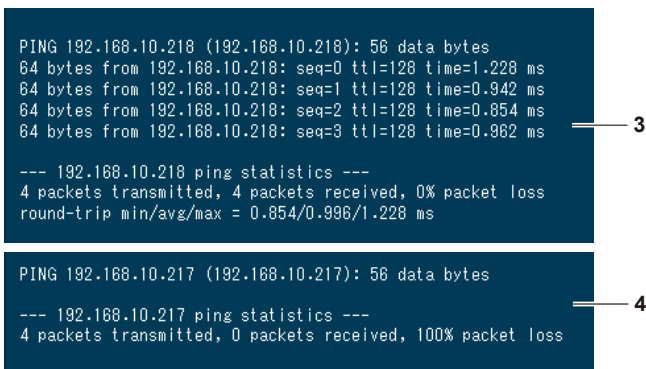 PING 192.168.10.218 (192.168.10.218): 56 data bytes
64 bytes from 192.168.10.218: seq=0 ttl=128 time=1.228 ms
64 bytes from 192.168.10.218: seq=1 ttl=128 time=0.942 ms
64 bytes from 192.168.10.218: seq=2 ttl=128 time=0.854 ms
64 bytes from 192.168.10.218: seq=3 ttl=128 time=0.962 ms
3
--- 192.168.10.218 ping statistics ---
4 packets transmitted, 4 packets received, 0% packet loss
round-trip min/avg/max = 0.854/0.996/1.228 ms
PING 192.168.10.217 (192.168.10.217): 56 data bytes
4
--- 192.168.10.217 ping statistics ---
4 packets transmitted, 0 packets received, 100% packet loss